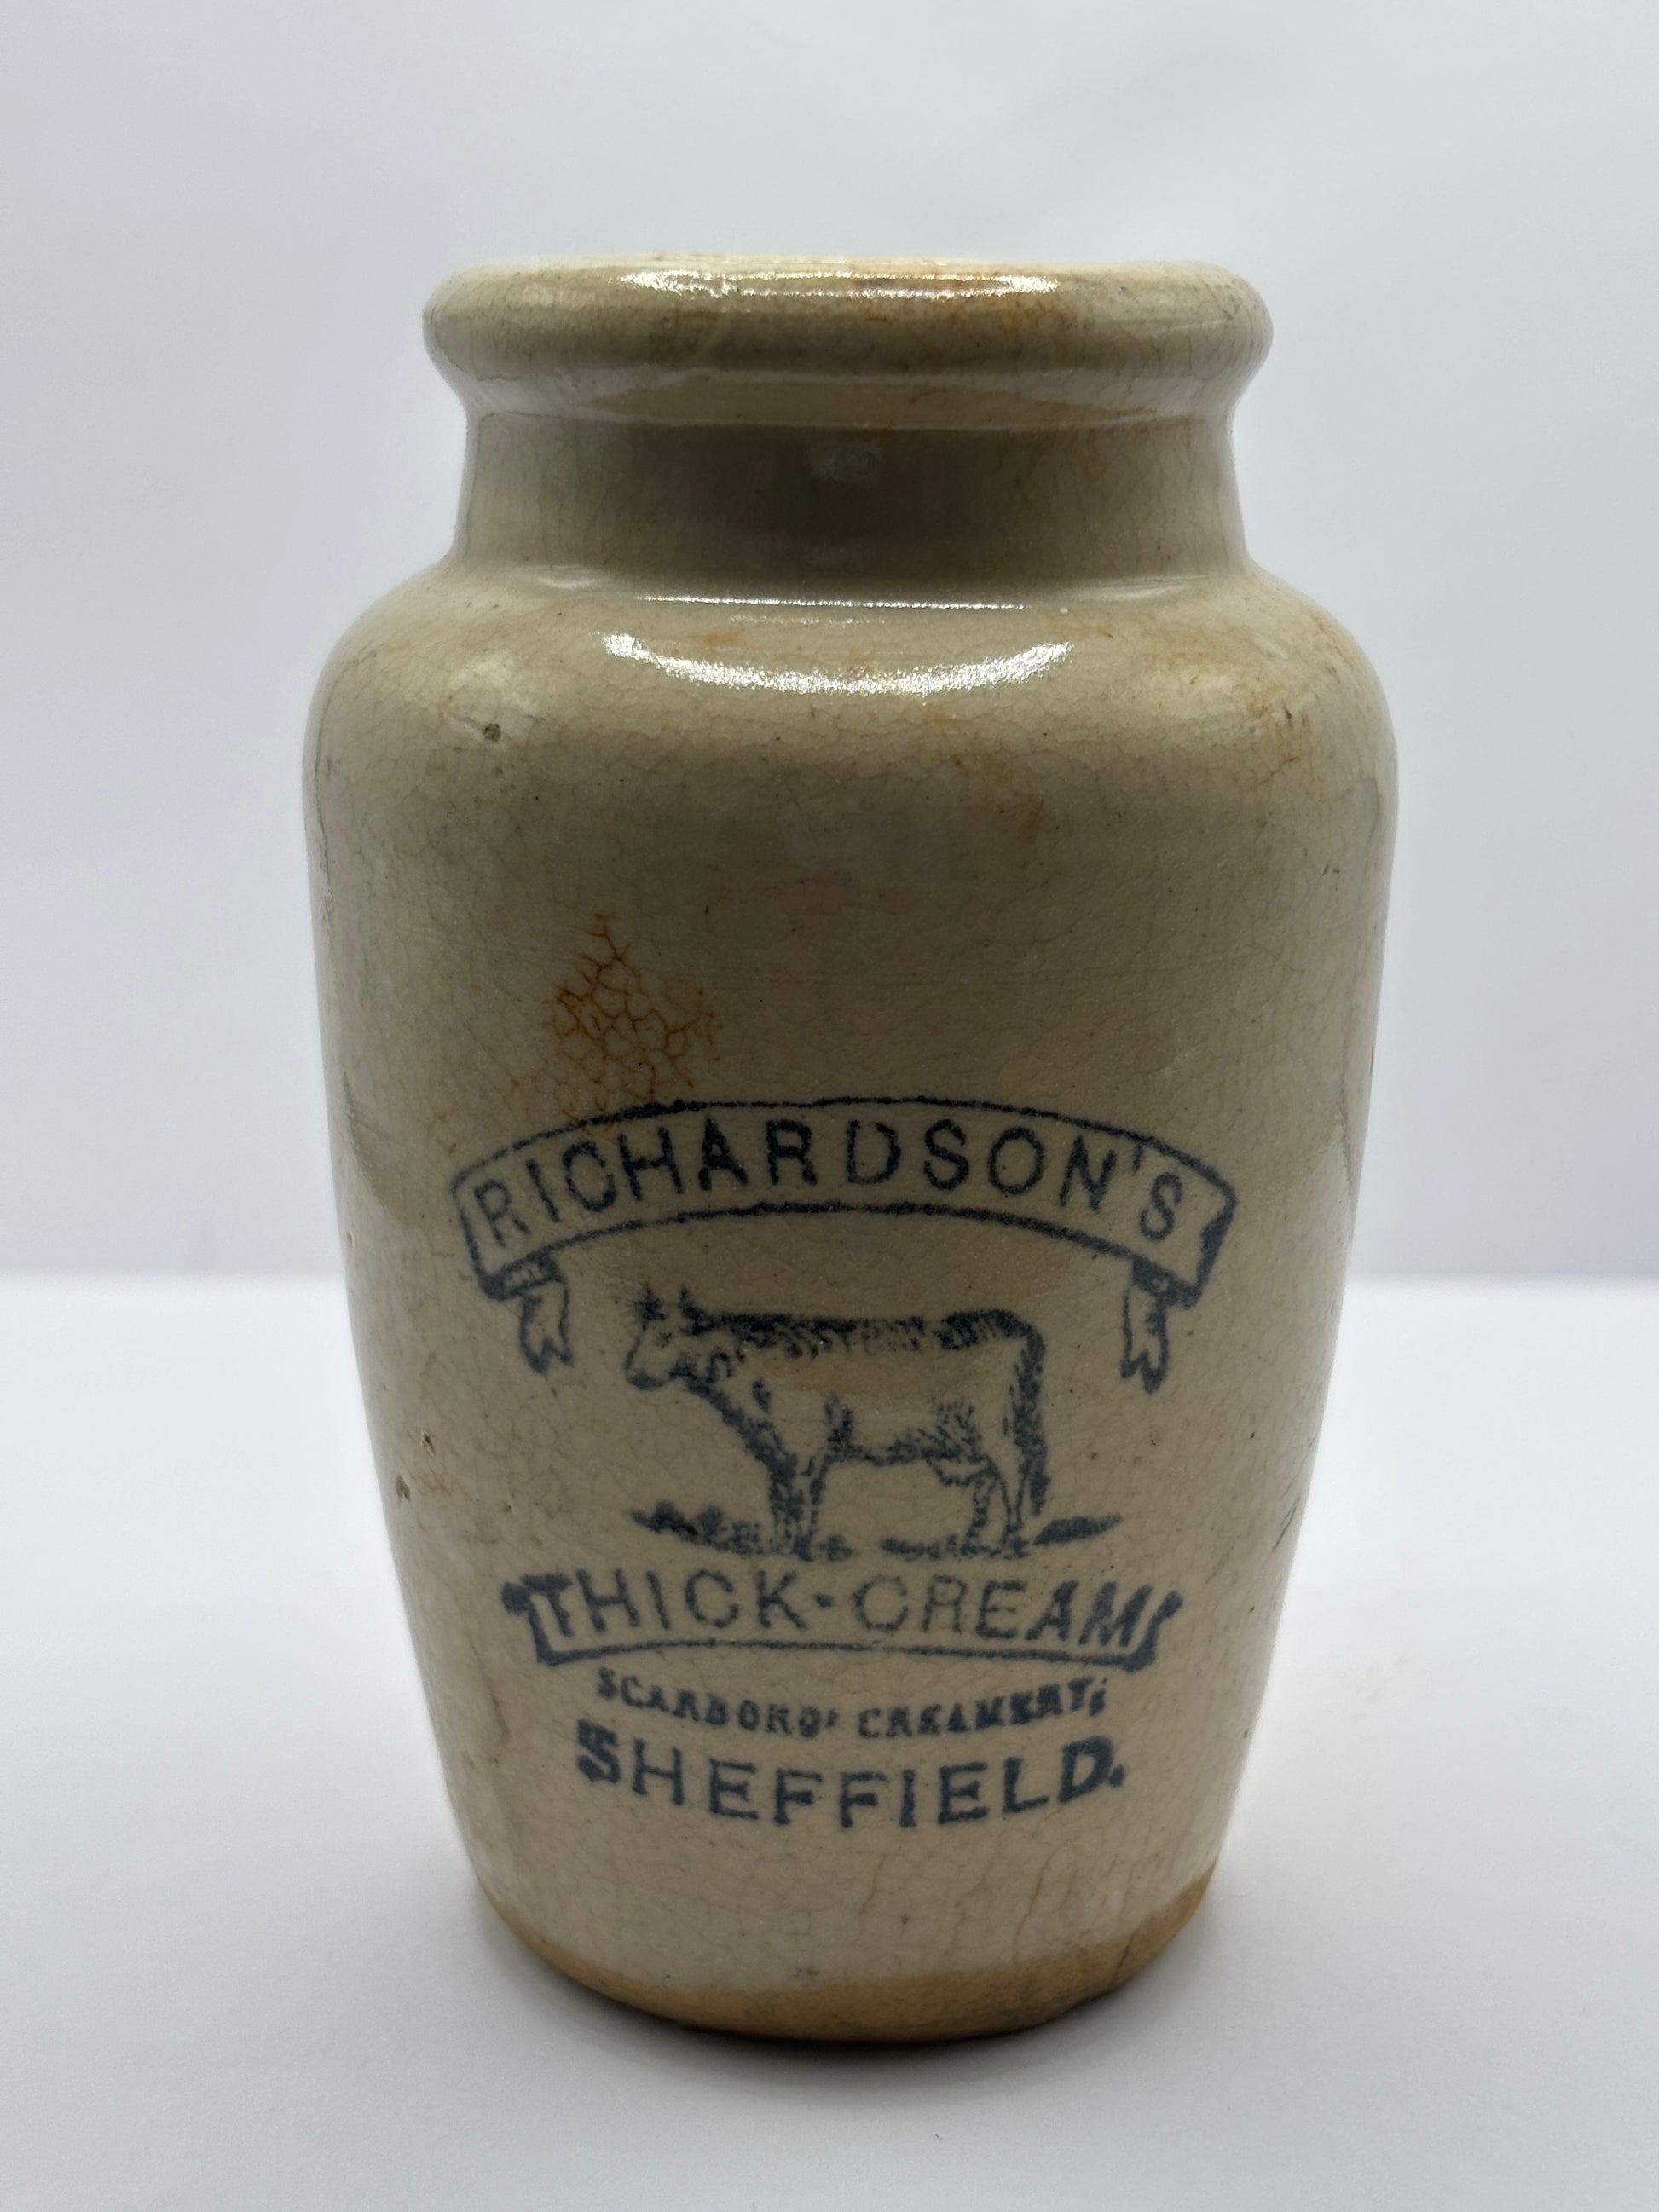 RICHARDSON'S
THICK-CREAM
SCARBORO' CREAMERY,
SHEFFIELD.